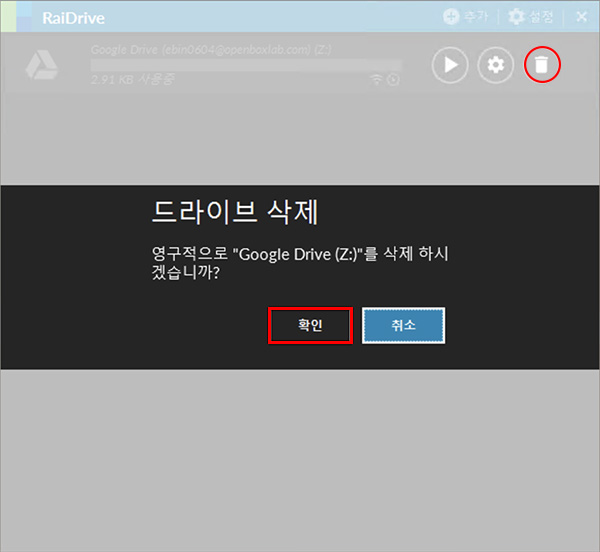 RaiDrive
추가
설정
Google Drive (ebin0604@openboxlab.com) (Z:)
2.91 KB 사용중
드라이브 삭제
영구적으로 "Google Drive (Z:)"를 삭제 하시
겠습니까?
확인
취소